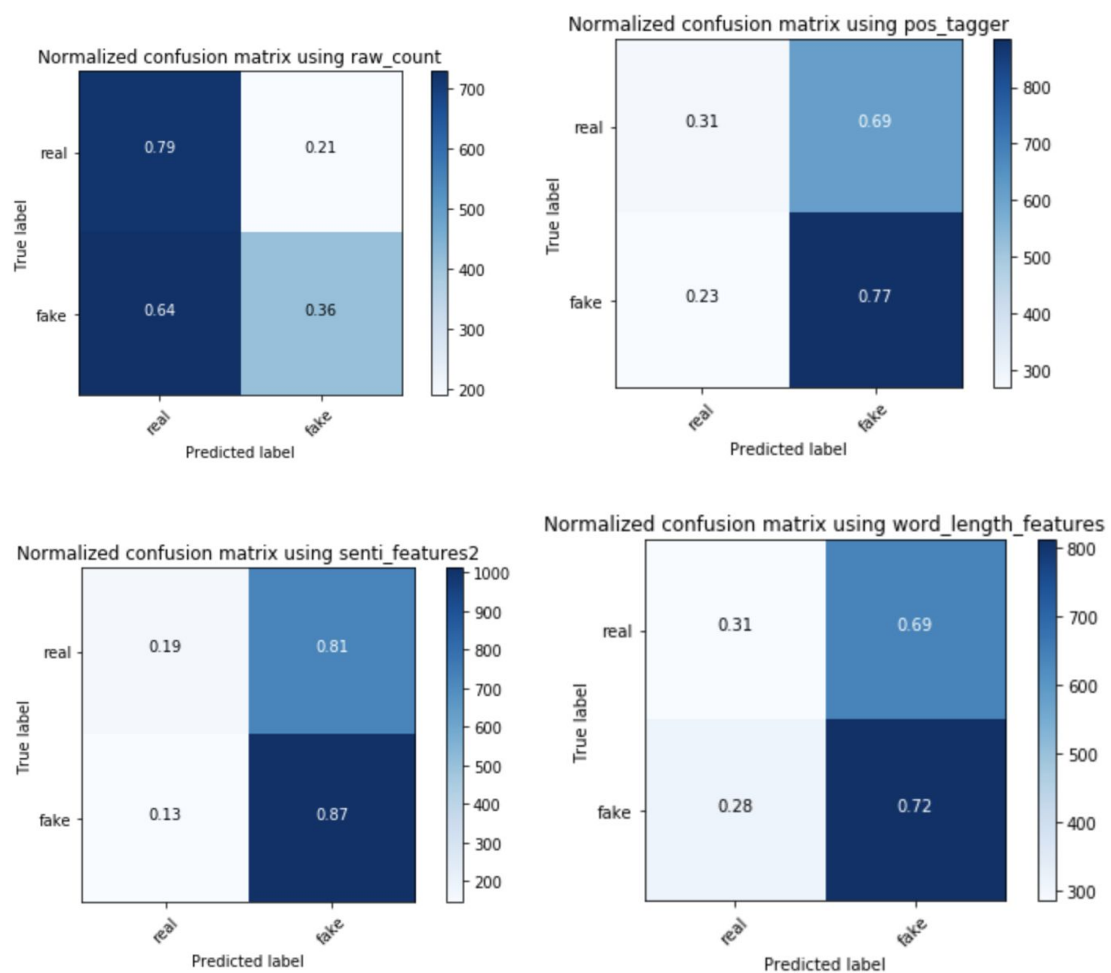 Normalized confusion matrix using raw_count
True label
real
fake
0.79
0.21
0.64
0.36
real
fake
Predicted label
700
600
500
400
300
200
Normalized confusion matrix using pos_tagger
True label
real
fake
0.31
0.69
0.23
0.77
real
fake
Predicted label
800
700
600
500
400
300
Normalized confusion matrix using senti_features2
True label
real
fake
0.19
0.81
0.13
0.87
real
fake
Predicted label
1000
900
800
700
600
500
400
300
200
Normalized confusion matrix using word_length_features
True label
real
fake
0.31
0.69
0.28
0.72
real
fake
Predicted label
800
700
600
500
400
300